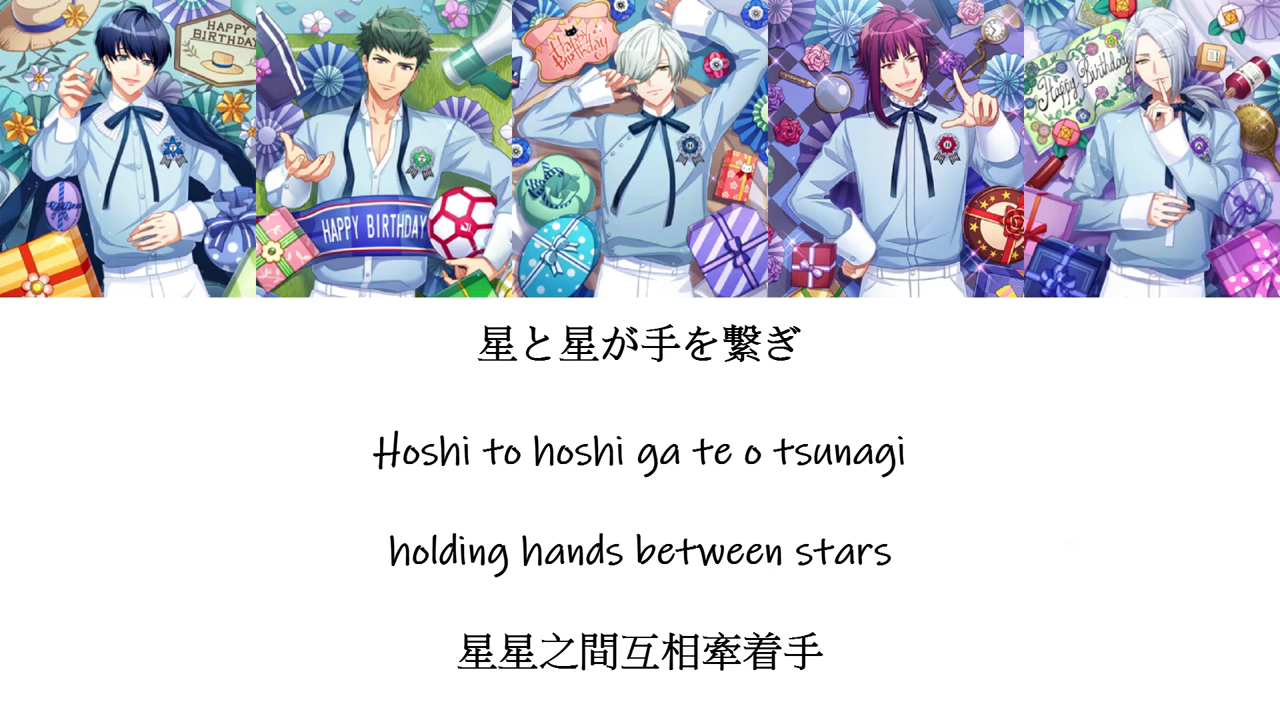 HAPPY
BIRTHDAY
HAPPY BIRTHDAY
Happy
Birthday
Happy Birthday
星と星が手を繋ぎ
Hoshi to hoshi ga te o tsunagi
holding hands between stars
星星之間互相牽着手